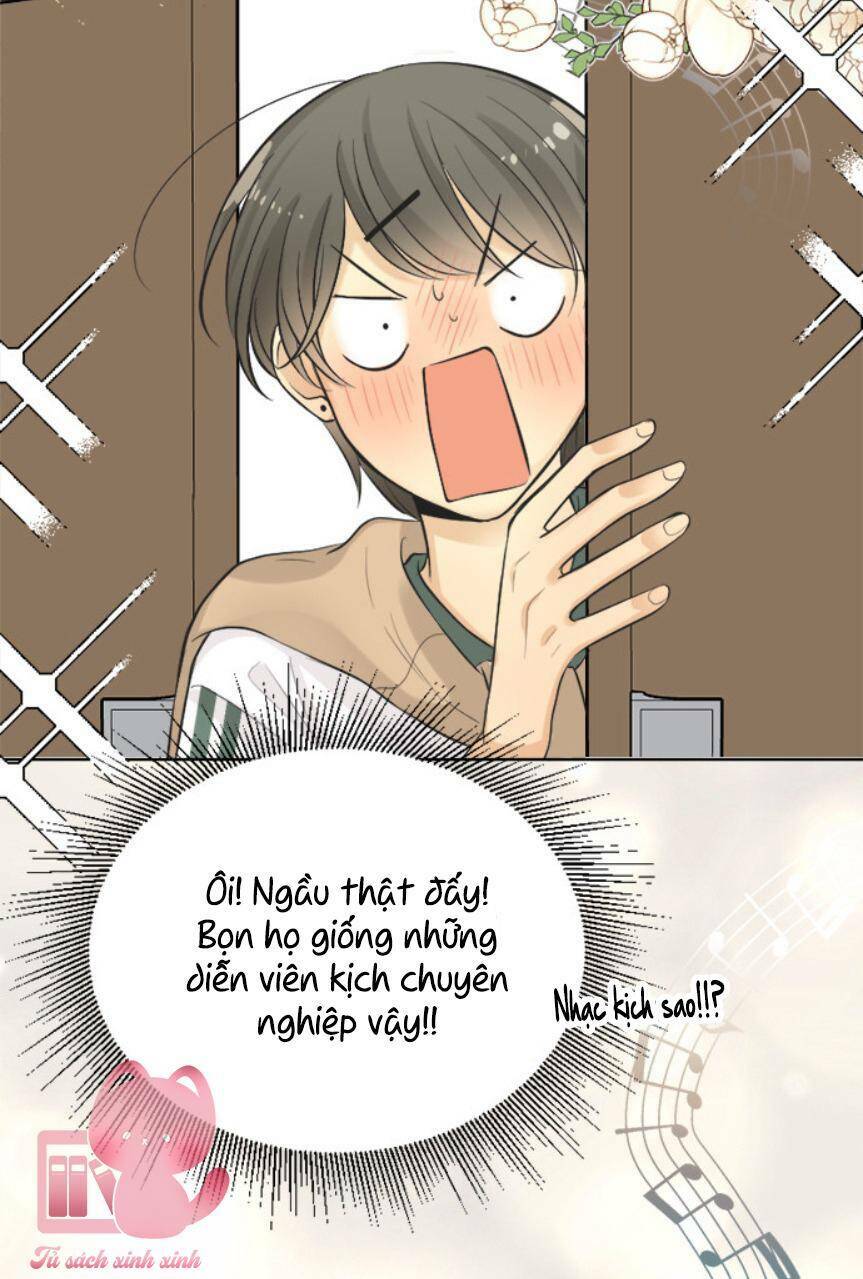 Ôi! Ngầu thật đấy!
Bọn họ giống những
diễn viên kịch chuyên
nghiệp vậy!!
Nhạc kịch sao!!?
Tủ sách xinh xinh